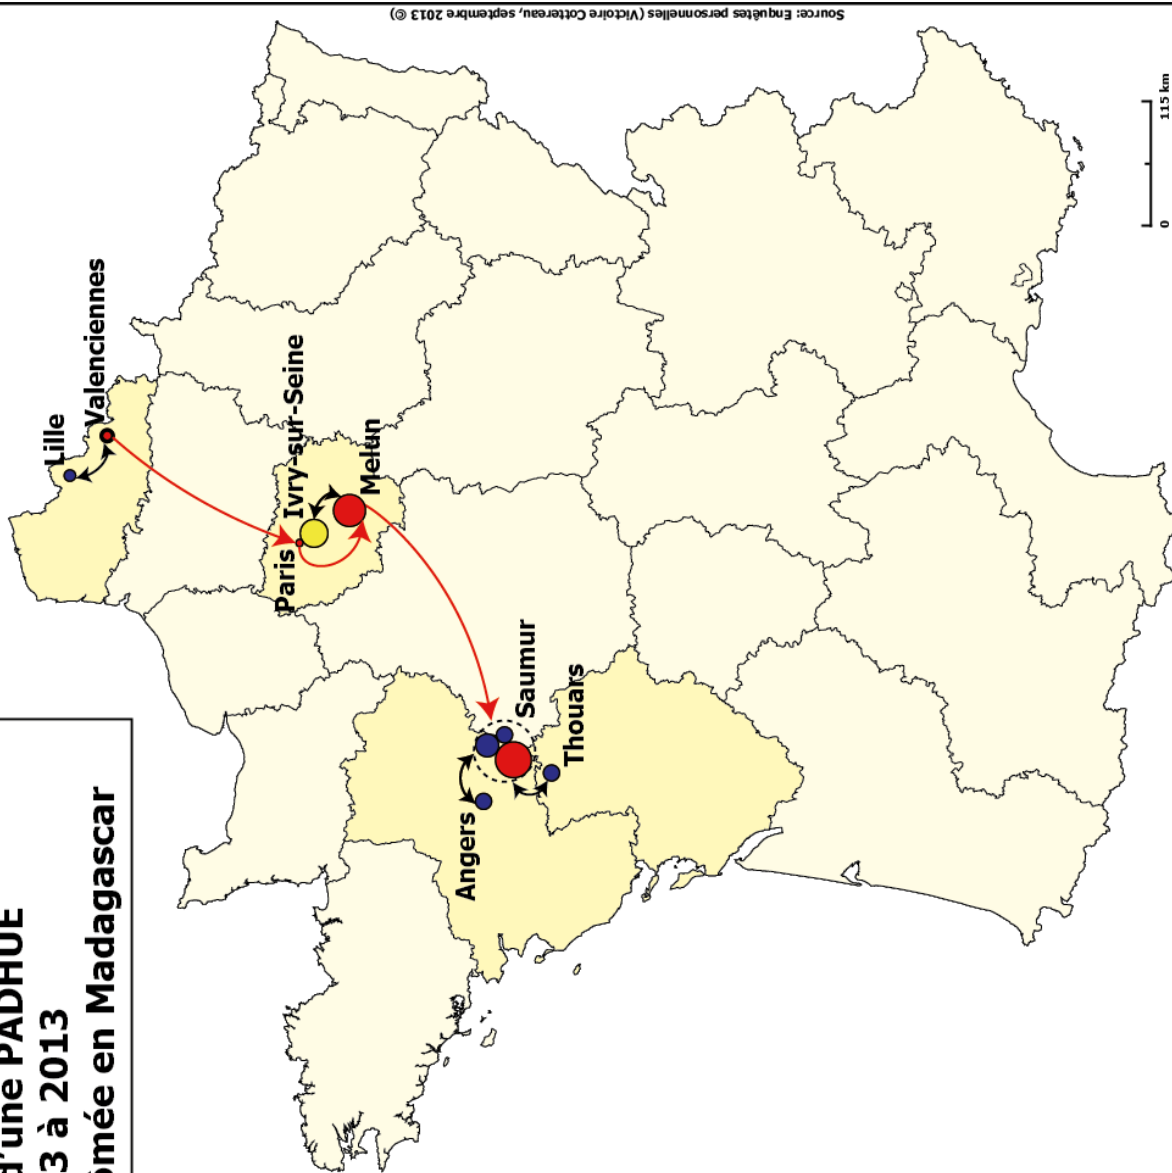 d'une PADHUE
3 à 2013
ômée en Madagascar
Lille
Valenciennes
Ivry-sur-Seine
Paris
Melun
Saumur
Thouars
Angers
0
115 km
Source: Enquêtes personnelles (Victoire Cottereau, septembre 2013 ©)